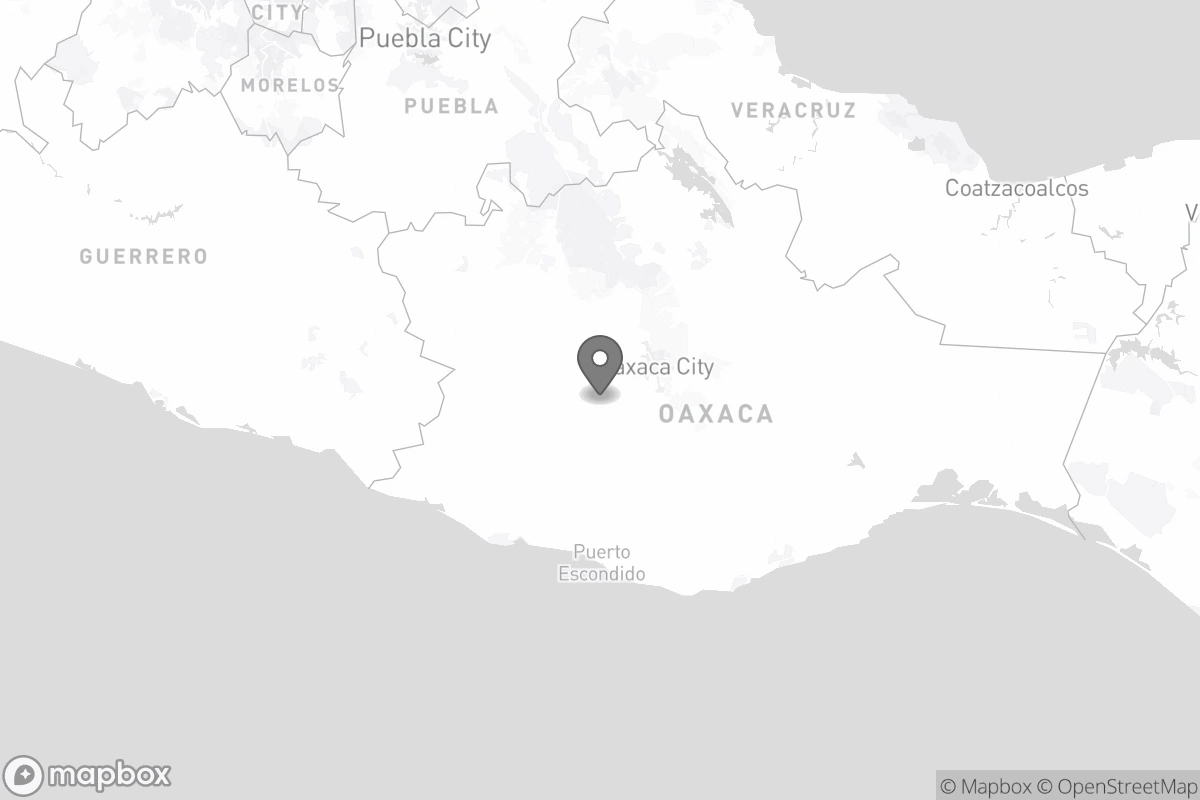 CITY
Puebla City
MORELOS
PUEBLA
VERACRUZ
Coatzacoalcos
V
GUERRERO
axaca City
OAXACA
Puerto
Escondido
mapbox
© Mapbox © OpenStreetMap